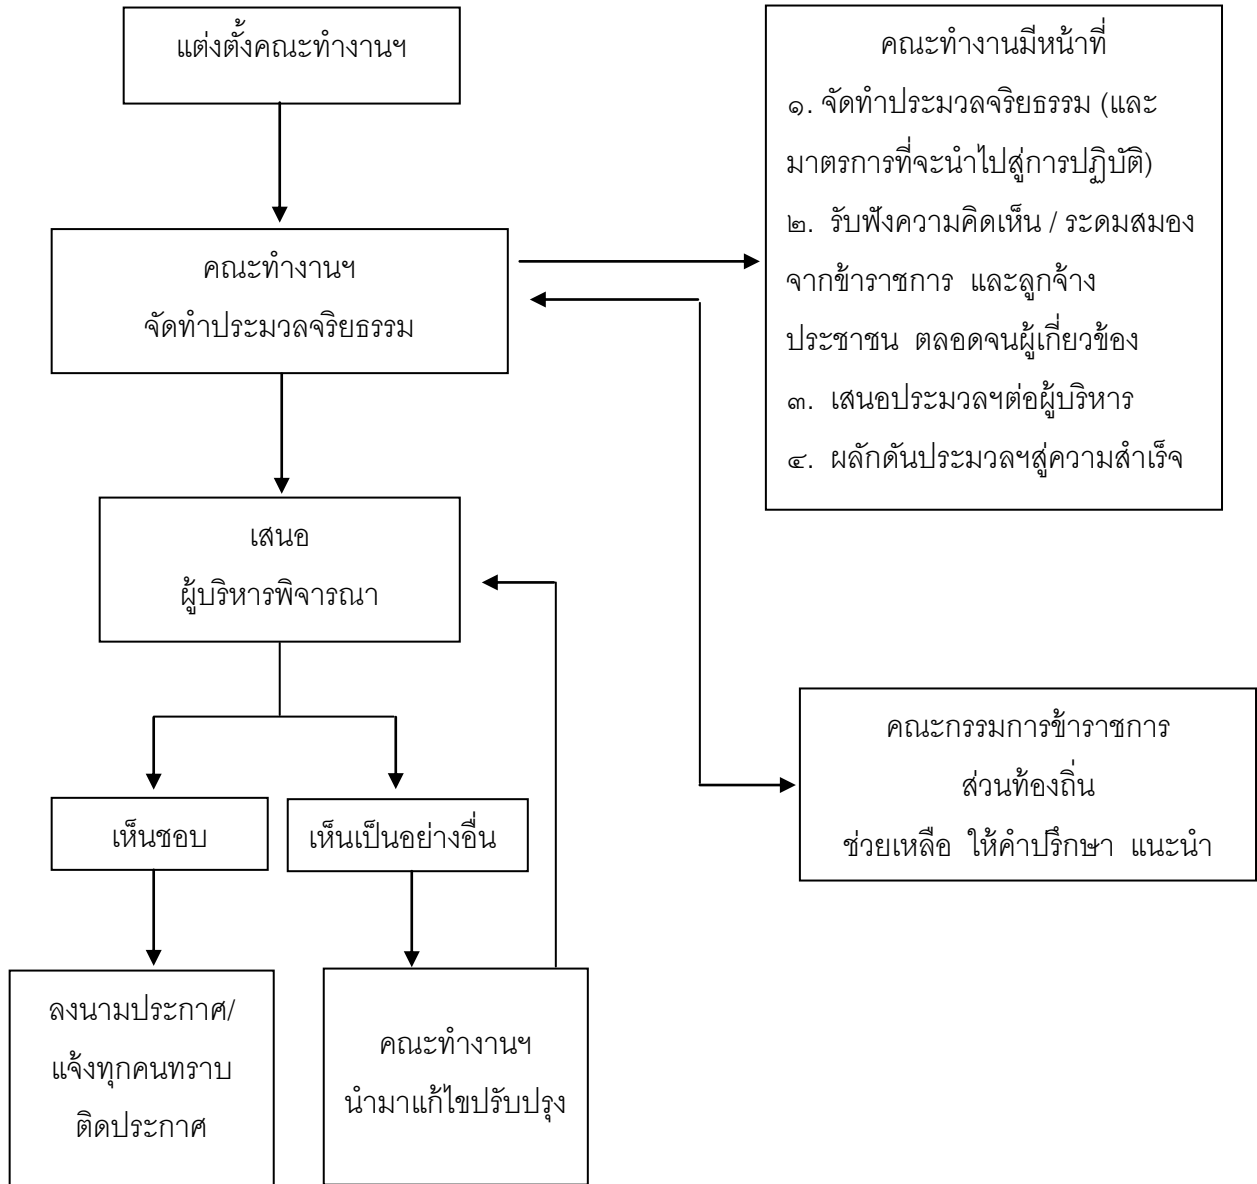 แต่งตั้งคณะทำงานฯ
คณะทำงานมีหน้าที่
๑. จัดทำประมวลจริยธรรม (และ
มาตรการที่จะนำไปสู่การปฏิบัติ)
๒. รับฟังความคิดเห็น / ระดมสมอง
จากข้าราชการ และลูกจ้าง
ประชาชน ตลอดจนผู้เกี่ยวข้อง
๓. เสนอประมวลฯต่อผู้บริหาร
๔. ผลักดันประมวลฯสู่ความสำเร็จ
คณะทำงานฯ
จัดทำประมวลจริยธรรม
เสนอ
ผู้บริหารพิจารณา
คณะกรรมการข้าราชการ
ส่วนท้องถิ่น
ช่วยเหลือ ให้คำปรึกษา แนะนำ
เห็นชอบ
เห็นเป็นอย่างอื่น
ลงนามประกาศ/
แจ้งทุกคนทราบ
ติดประกาศ
คณะทำงานฯ
นำมาแก้ไขปรับปรุง